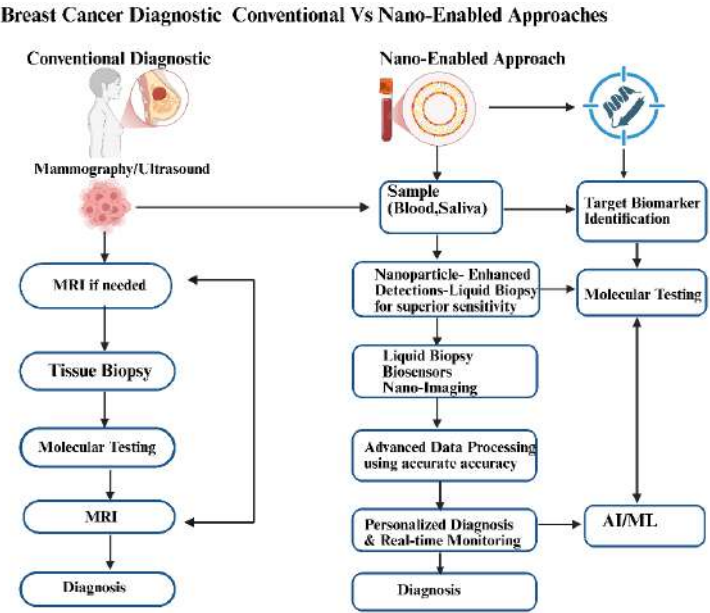 Breast Cancer Diagnostic Conventional Vs Nano-Enabled Approaches
Conventional Diagnostic
Mammography/Ultrasound
MRI if needed
Tissue Biopsy
Molecular Testing
MRI
Diagnosis
Nano-Enabled Approach
Sample
(Blood,Saliva)
Nanoparticle- Enhanced
Detections-Liquid Biopsy
for superior sensitivity
Liquid Biopsy
Biosensors
Nano-Imaging
Advanced Data Processing
using accurate accuracy
Personalized Diagnosis
& Real-time Monitoring
Diagnosis
Target Biomarker
Identification
Molecular Testing
AI/ML